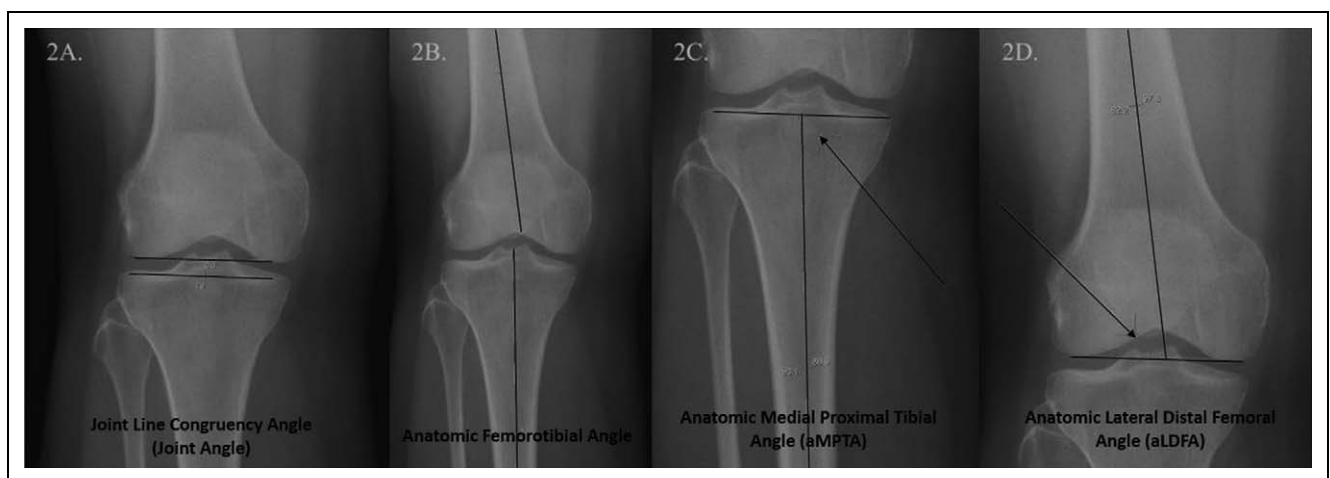 2A.
Joint Line Congruency Angle
(Joint Angle)
2B.
Anatomic Femorotibial Angle
2C.
Anatomic Medial Proximal Tibial
Angle (aMPTA)
2D.
Anatomic Lateral Distal Femoral
Angle (aLDFA)